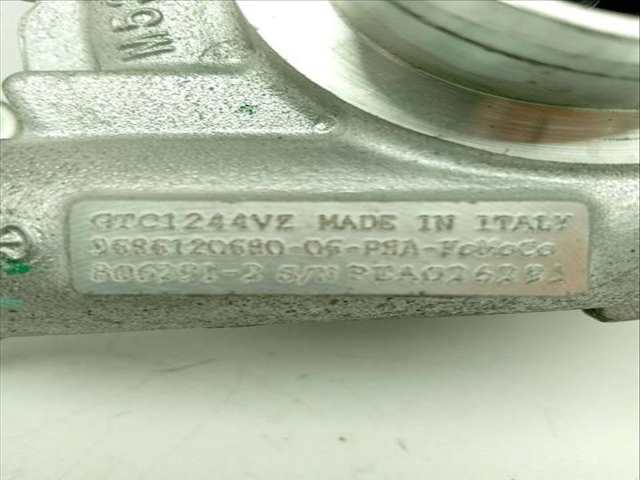 GTC1244VZ MADE IN ITALY
9686120680-06-PSA-FoMoCo
806291-2 S/N